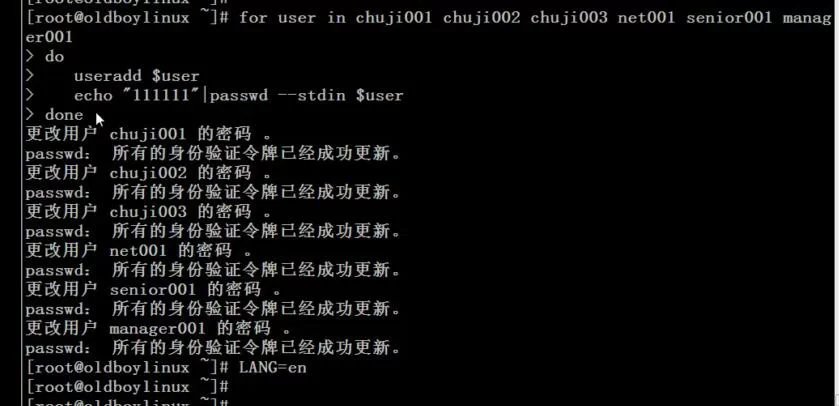 [root@oldboylinux ~]#
[root@oldboylinux ~]# for user in chuji001 chuji002 chuji003 net001 senior001 manag
er001
> do
>    useradd $user
>    echo "111111"|passwd --stdin $user
> done
更改用户 chuji001 的密码 。
passwd： 所有的身份验证令牌已经成功更新。
更改用户 chuji002 的密码 。
passwd： 所有的身份验证令牌已经成功更新。
更改用户 chuji003 的密码 。
passwd： 所有的身份验证令牌已经成功更新。
更改用户 net001 的密码 。
passwd： 所有的身份验证令牌已经成功更新。
更改用户 senior001 的密码 。
passwd： 所有的身份验证令牌已经成功更新。
更改用户 manager001 的密码 。
passwd： 所有的身份验证令牌已经成功更新。
[root@oldboylinux ~]# LANG=en
[root@oldboylinux ~]#
[root@oldboylinux ~]#